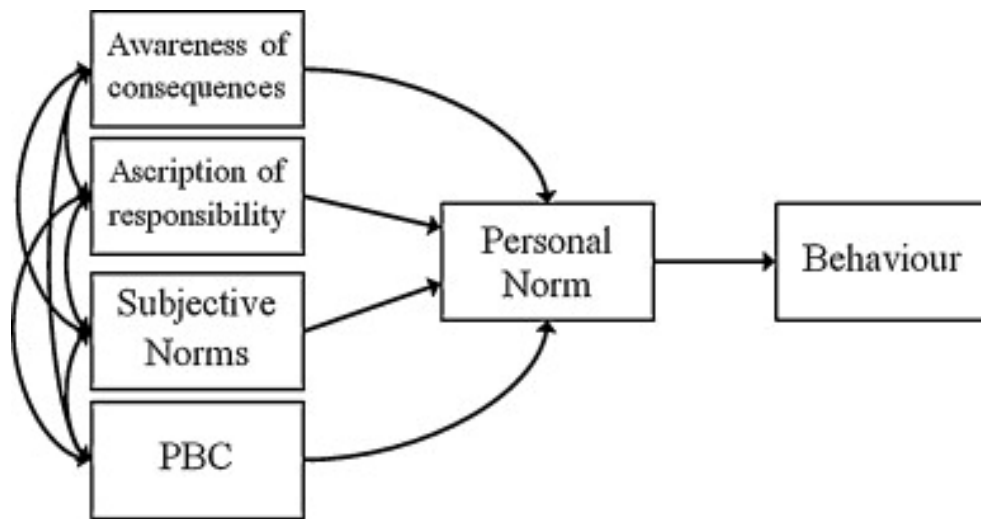 Awareness of
consequences
Ascription of
responsibility
Subjective
Norms
PBC
Personal
Norm
Behaviour